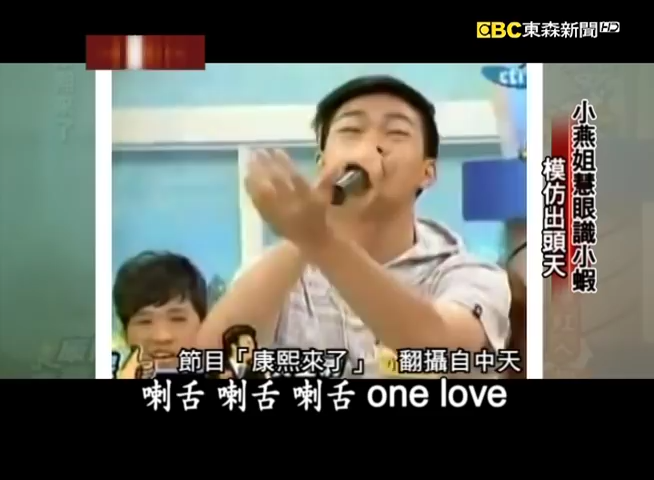 EBC東森新聞HD
ctiTV
小燕姐慧眼識小蝦
模仿出頭天
節目「康熙來了」 翻攝自中天
喇舌 喇舌 喇舌 one love